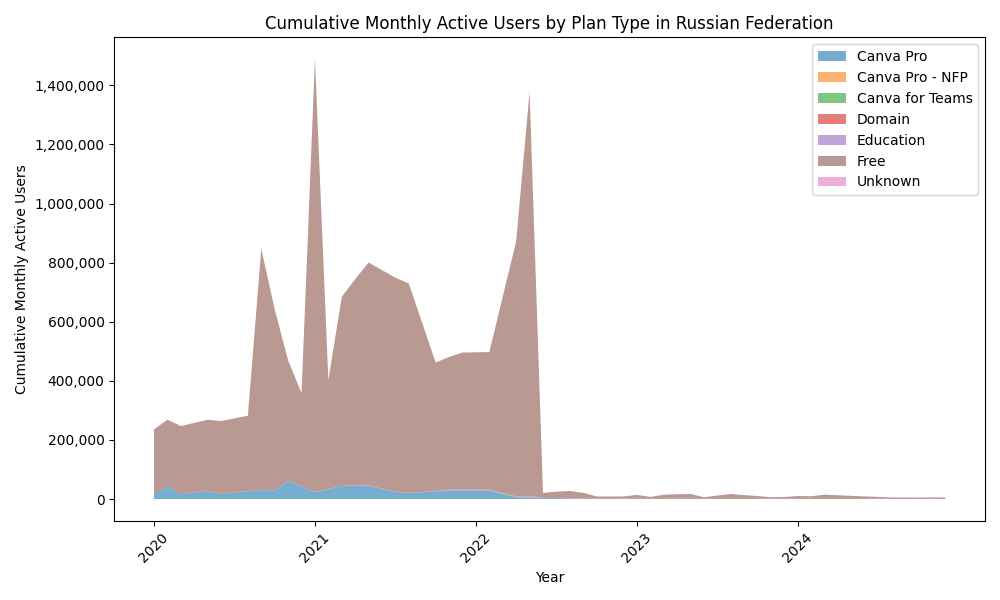 Cumulative Monthly Active Users by Plan Type in Russian Federation
Canva Pro
Canva Pro - NFP
Canva for Teams
Domain
Education
Free
Unknown
Cumulative Monthly Active Users
1,400,000
1,200,000
1,000,000
800,000
600,000
400,000
200,000
0
2020
2021
2022
2023
2024
Year